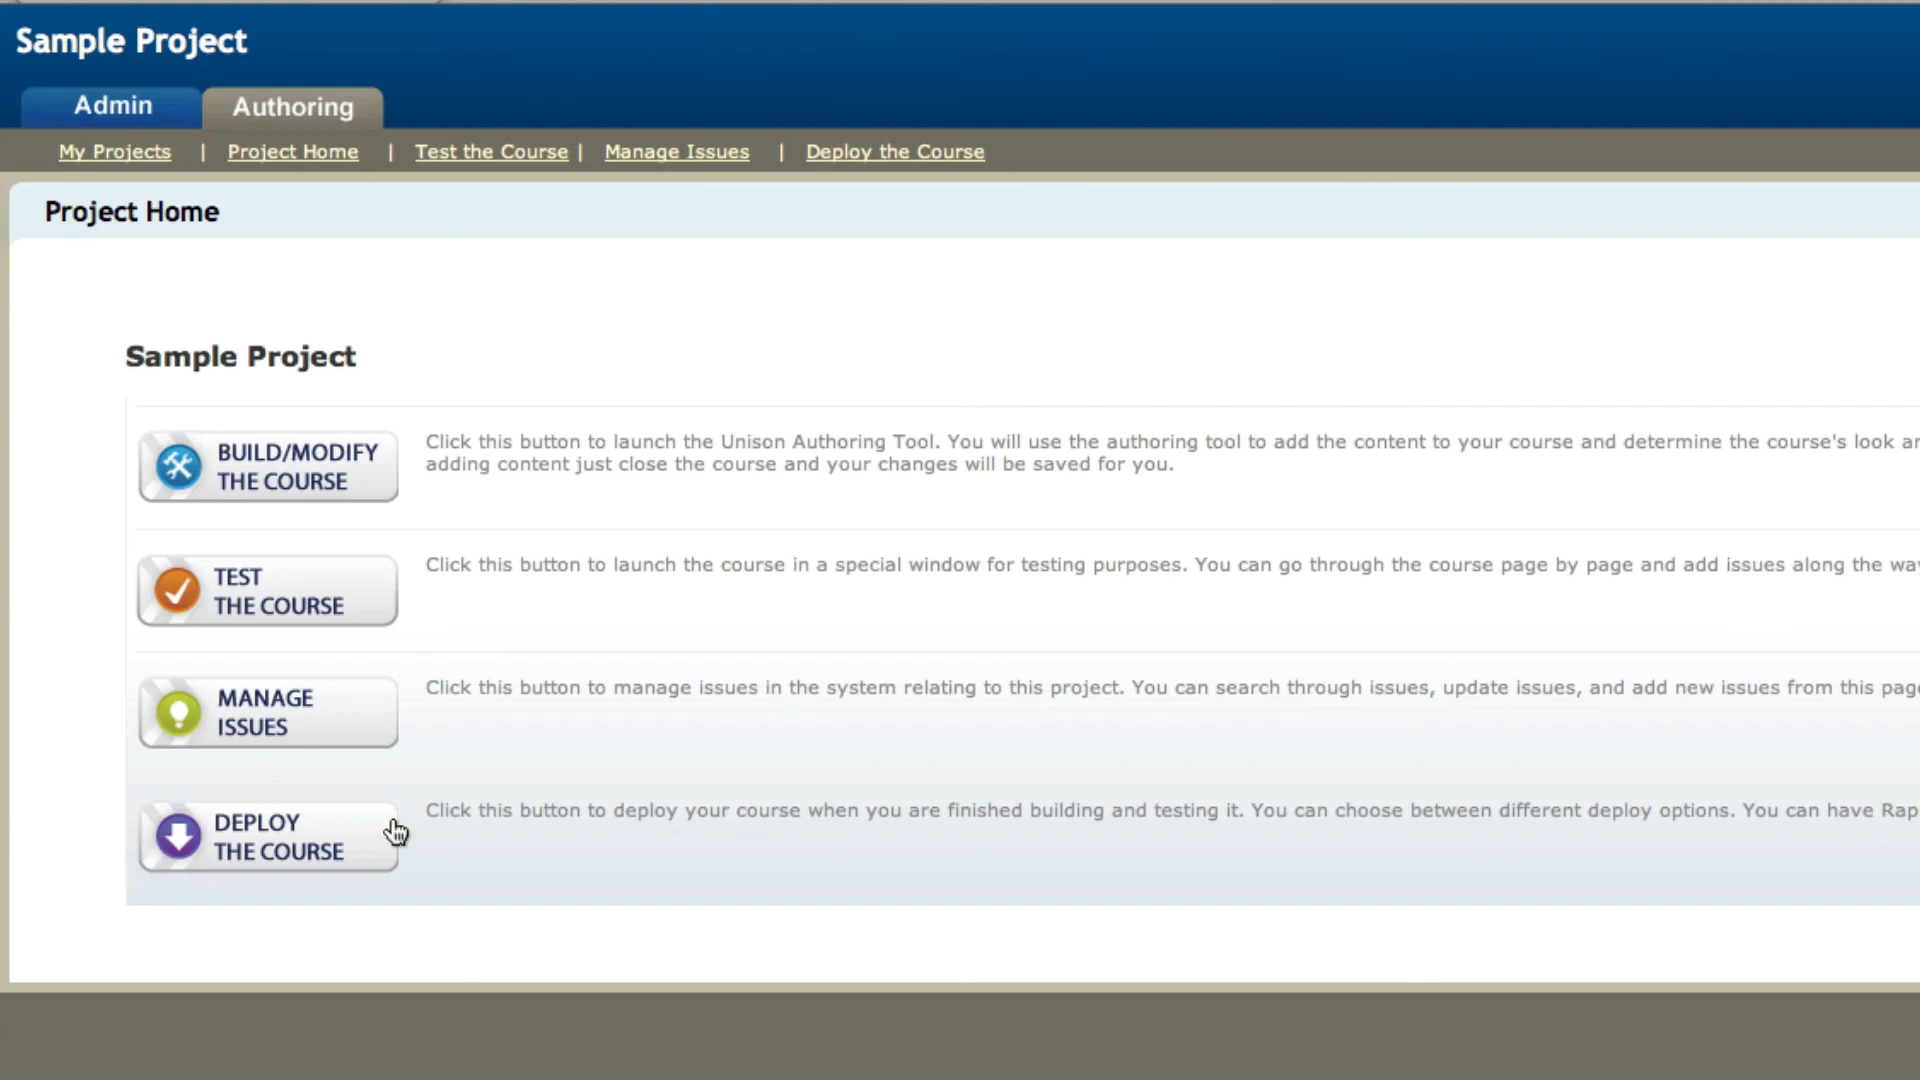 Sample Project
Admin
Authoring
My Projects | Project Home | Test the Course | Manage Issues | Deploy the Course
Project Home
Sample Project
BUILD/MODIFY
THE COURSE
Click this button to launch the Unison Authoring Tool. You will use the authoring tool to add the content to your course and determine the course's look
adding content just close the course and your changes will be saved for you.
TEST
THE COURSE
Click this button to launch the course in a special window for testing purposes. You can go through the course page by page and add issues along the
MANAGE
ISSUES
Click this button to manage issues in the system relating to this project. You can search through issues, update issues, and add new issues from this
DEPLOY
THE COURSE
Click this button to deploy your course when you are finished building and testing it. You can choose between different deploy options. You can have